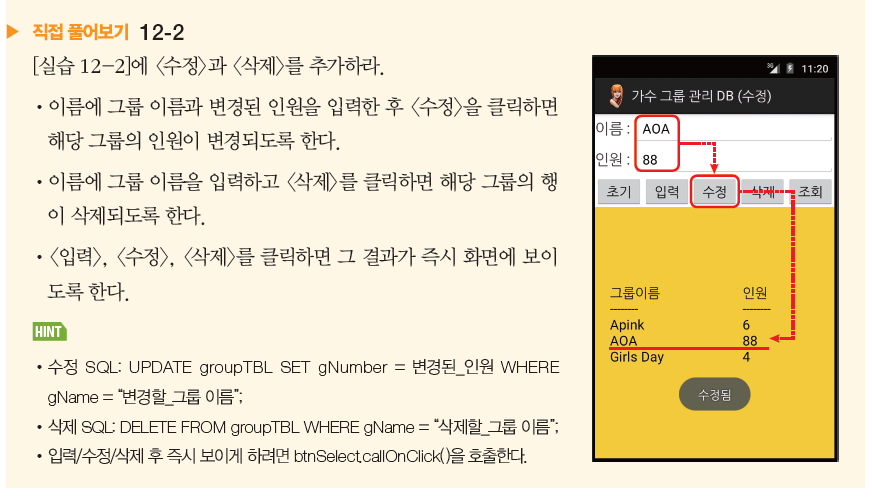 ▶ 직접 풀어보기 12-2
[실습 12-2]에 〈수정〉과 〈삭제〉를 추가하라.
• 이름에 그룹 이름과 변경된 인원을 입력한 후 〈수정〉을 클릭하면
해당 그룹의 인원이 변경되도록 한다.
• 이름에 그룹 이름을 입력하고 〈삭제〉를 클릭하면 해당 그룹의 행
이 삭제되도록 한다.
• 〈입력〉, 〈수정〉, 〈삭제〉를 클릭하면 그 결과가 즉시 화면에 보이
도록 한다.
HINT
• 수정 SQL: UPDATE groupTBL SET gNumber = 변경된_인원 WHERE
gName = “변경할_그룹 이름”;
• 삭제 SQL: DELETE FROM groupTBL WHERE gName = “삭제할_그룹 이름”;
• 입력/수정/삭제 후 즉시 보이게 하려면 btnSelect.callOnClick()을 호출한다.
3G 11:20
가수 그룹 관리 DB (수정)
이름 : AOA
인원 : 88
초기 입력 수정 삭제 조회
그룹이름 인원
-------- --------
Apink 6
AOA 88
Girls Day 4
수정됨